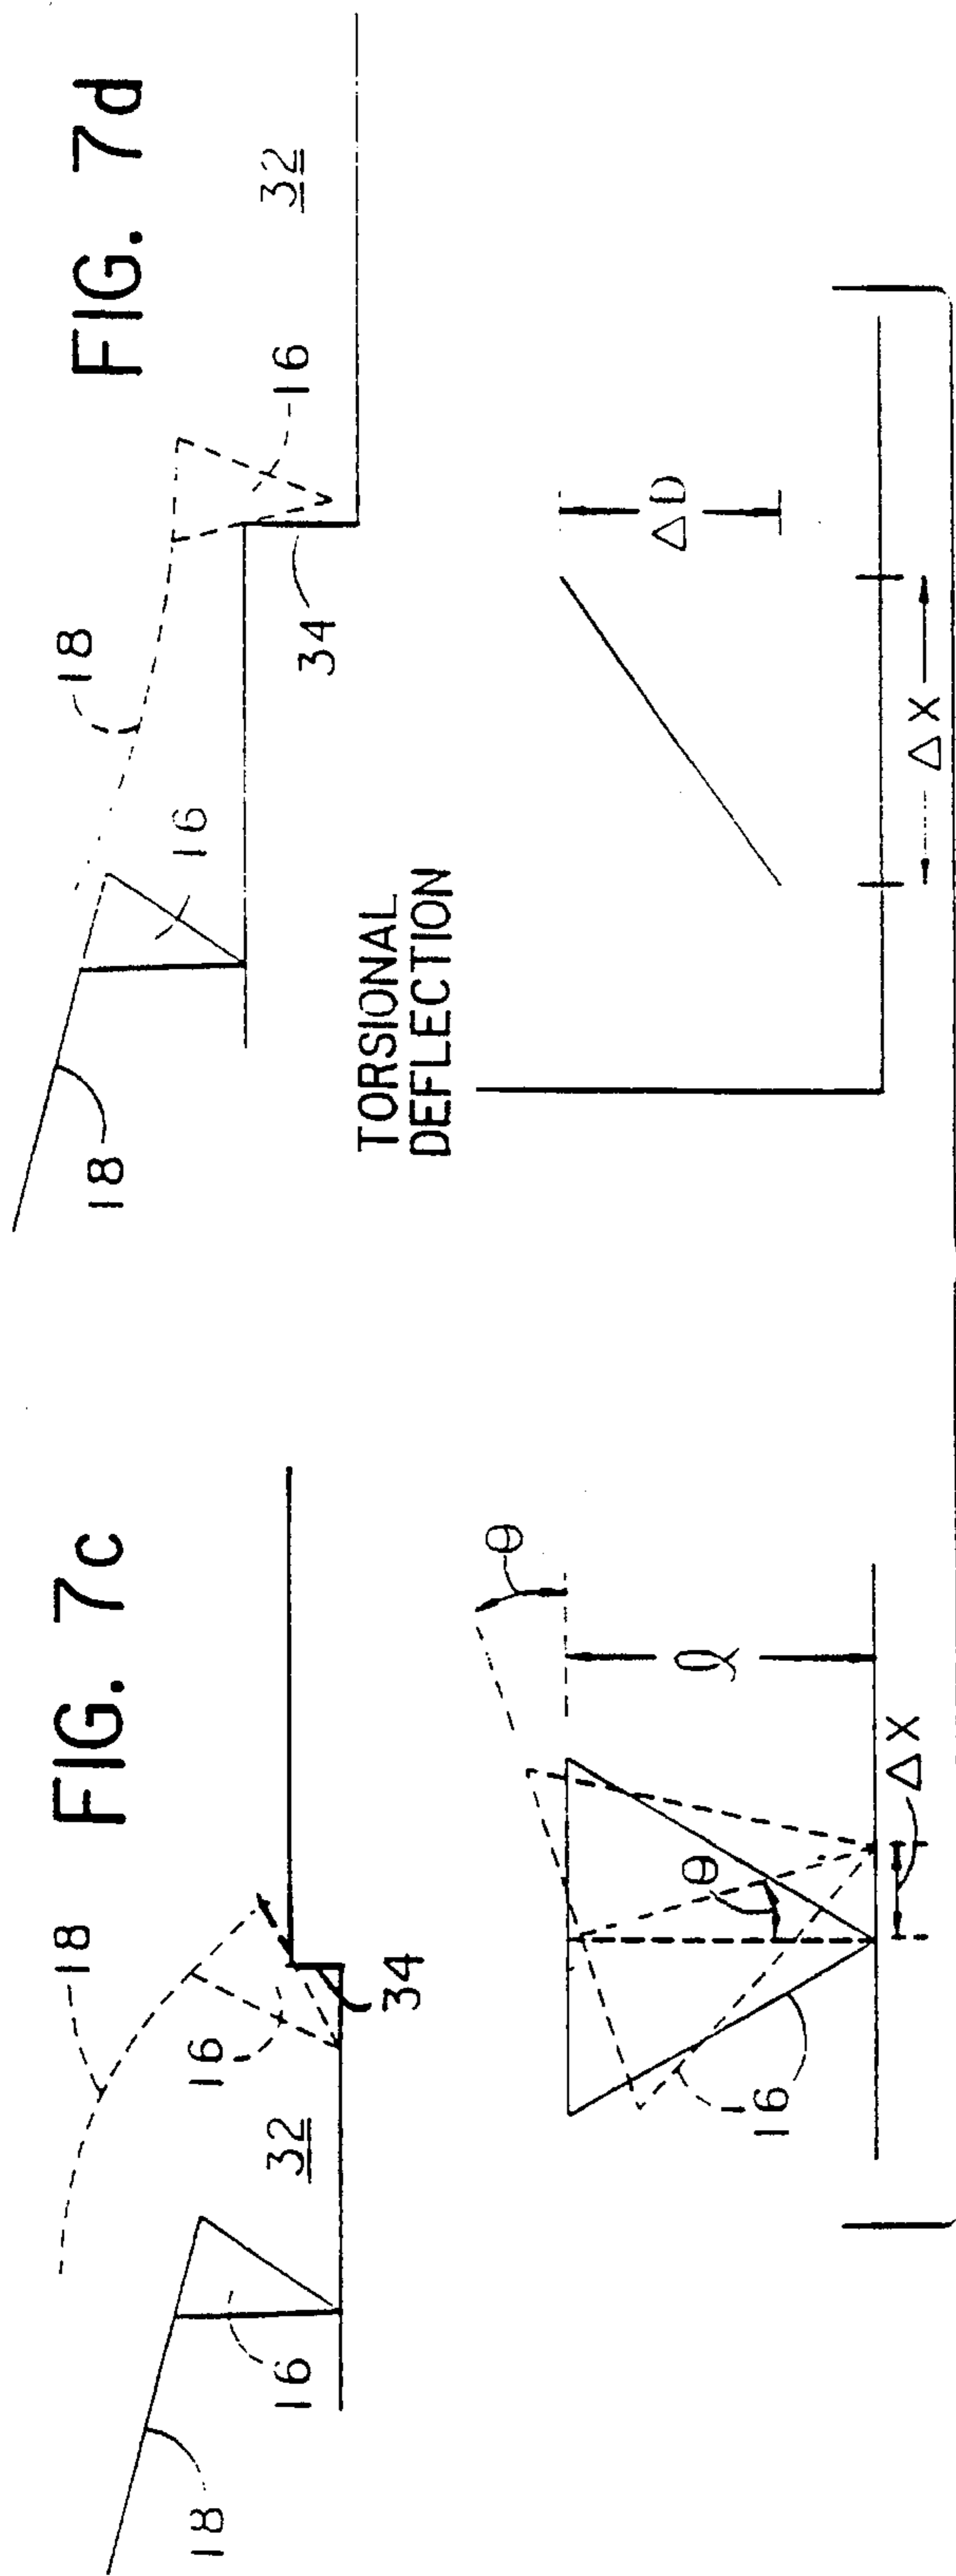 FIG. 7c
18
18
16
16
32
34
θ
θ
ℓ
ΔX
16
FIG. 7d
18
18
16
16
32
34
TORSIONAL
DEFLECTION
ΔD
ΔX